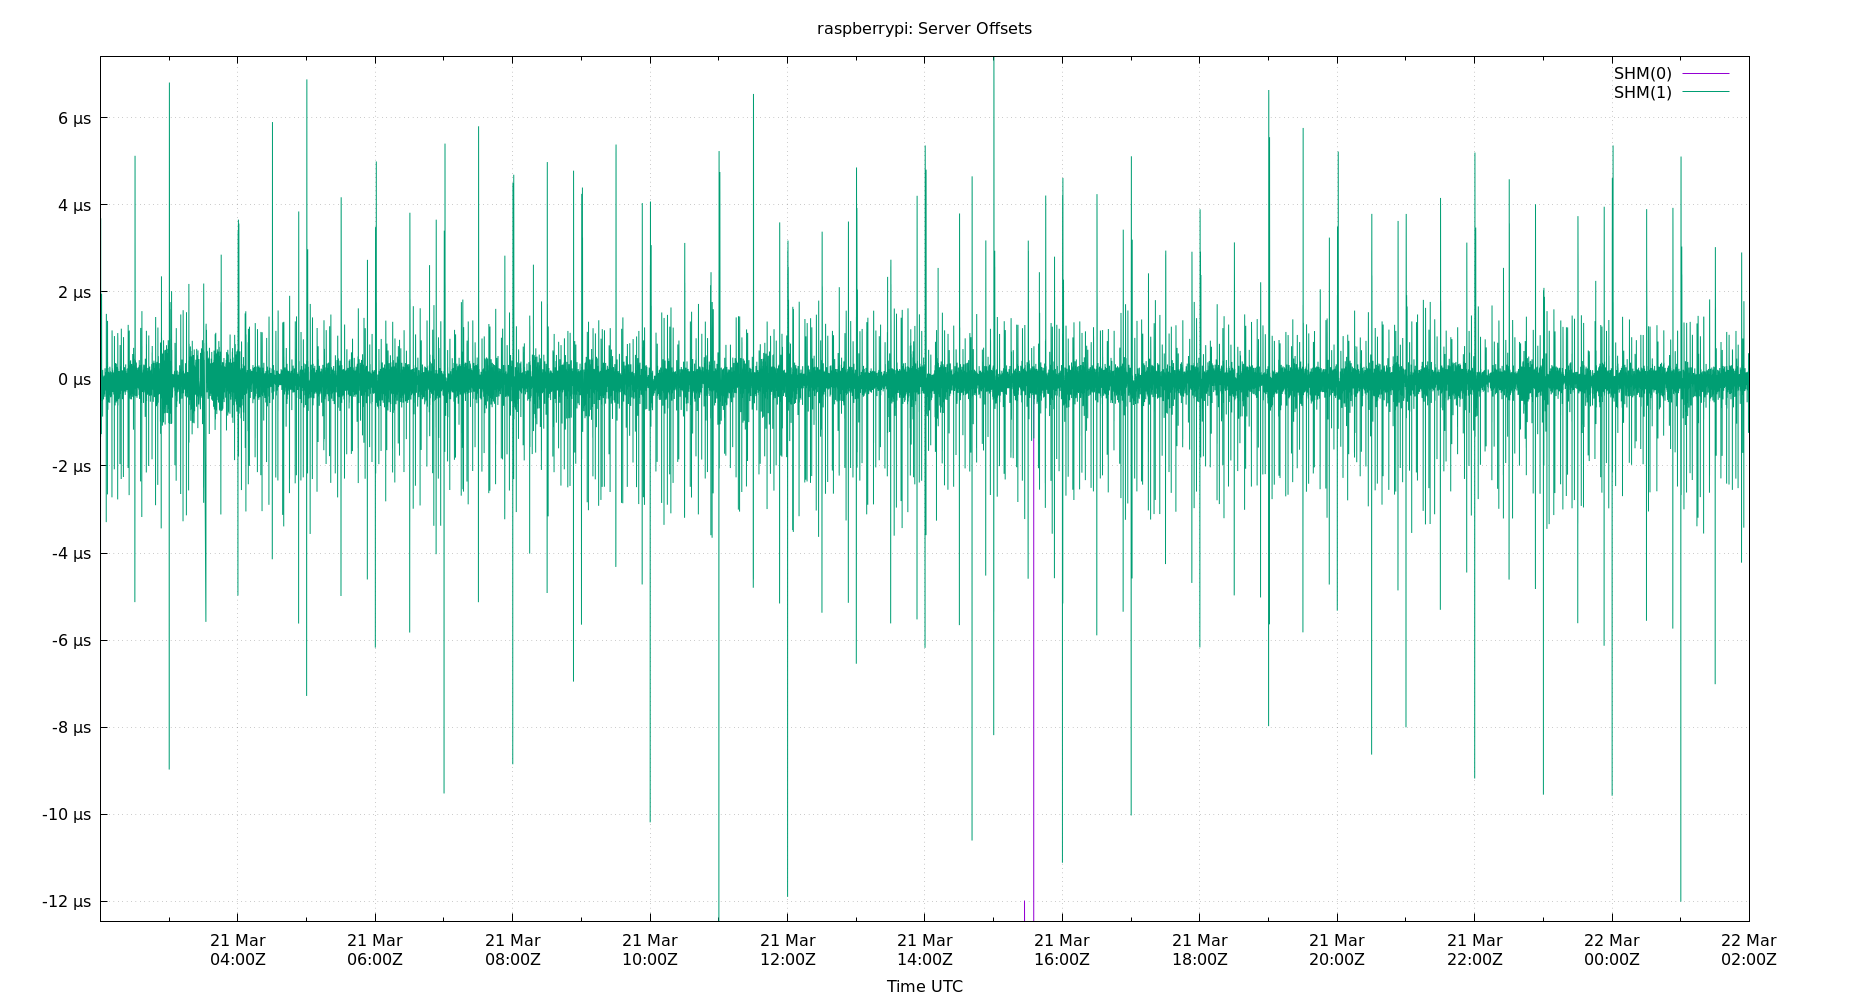 raspberrypi: Server Offsets
SHM(0)
SHM(1)
6 µs
4 µs
2 µs
0 µs
-2 µs
-4 µs
-6 µs
-8 µs
-10 µs
-12 µs
21 Mar 21 Mar 21 Mar 21 Mar 21 Mar 21 Mar 21 Mar 21 Mar 21 Mar 21 Mar 22 Mar 22 Mar
04:00Z 06:00Z 08:00Z 10:00Z 12:00Z 14:00Z 16:00Z 18:00Z 20:00Z 22:00Z 00:00Z 02:00Z
Time UTC